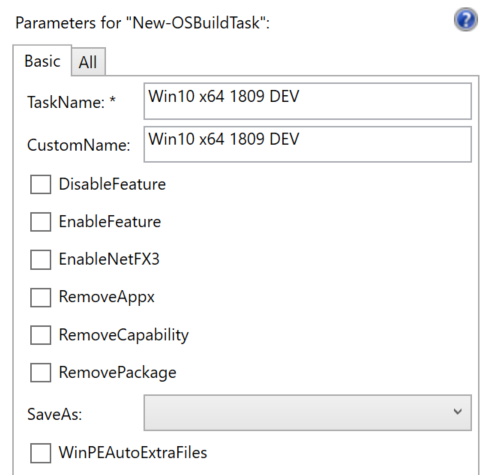 Parameters for "New-OSBuildTask":
?
Basic All
TaskName: * Win10 x64 1809 DEV
CustomName: Win10 x64 1809 DEV
DisableFeature
EnableFeature
EnableNetFX3
RemoveAppx
RemoveCapability
RemovePackage
SaveAs:
WinPEAutoExtraFiles